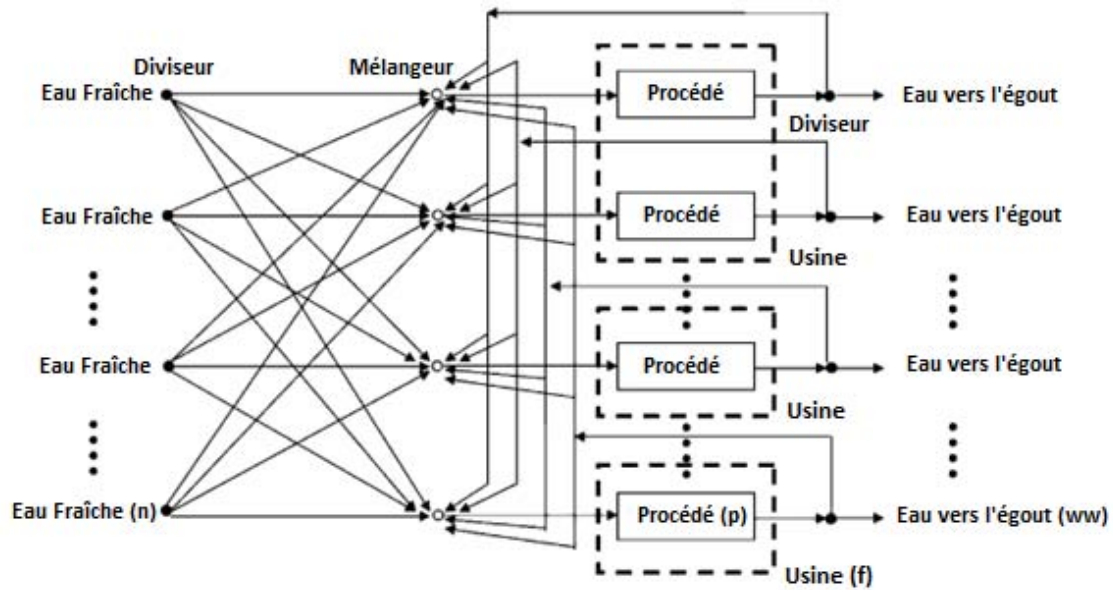 Diviseur
Mélangeur
Eau Fraîche
Procédé
Eau vers l'égout
Diviseur
Eau Fraîche
Procédé
Eau vers l'égout
Usine
Eau Fraîche
Procédé
Eau vers l'égout
Usine
Eau Fraîche (n)
Procédé (p)
Eau vers l'égout (ww)
Usine (f)